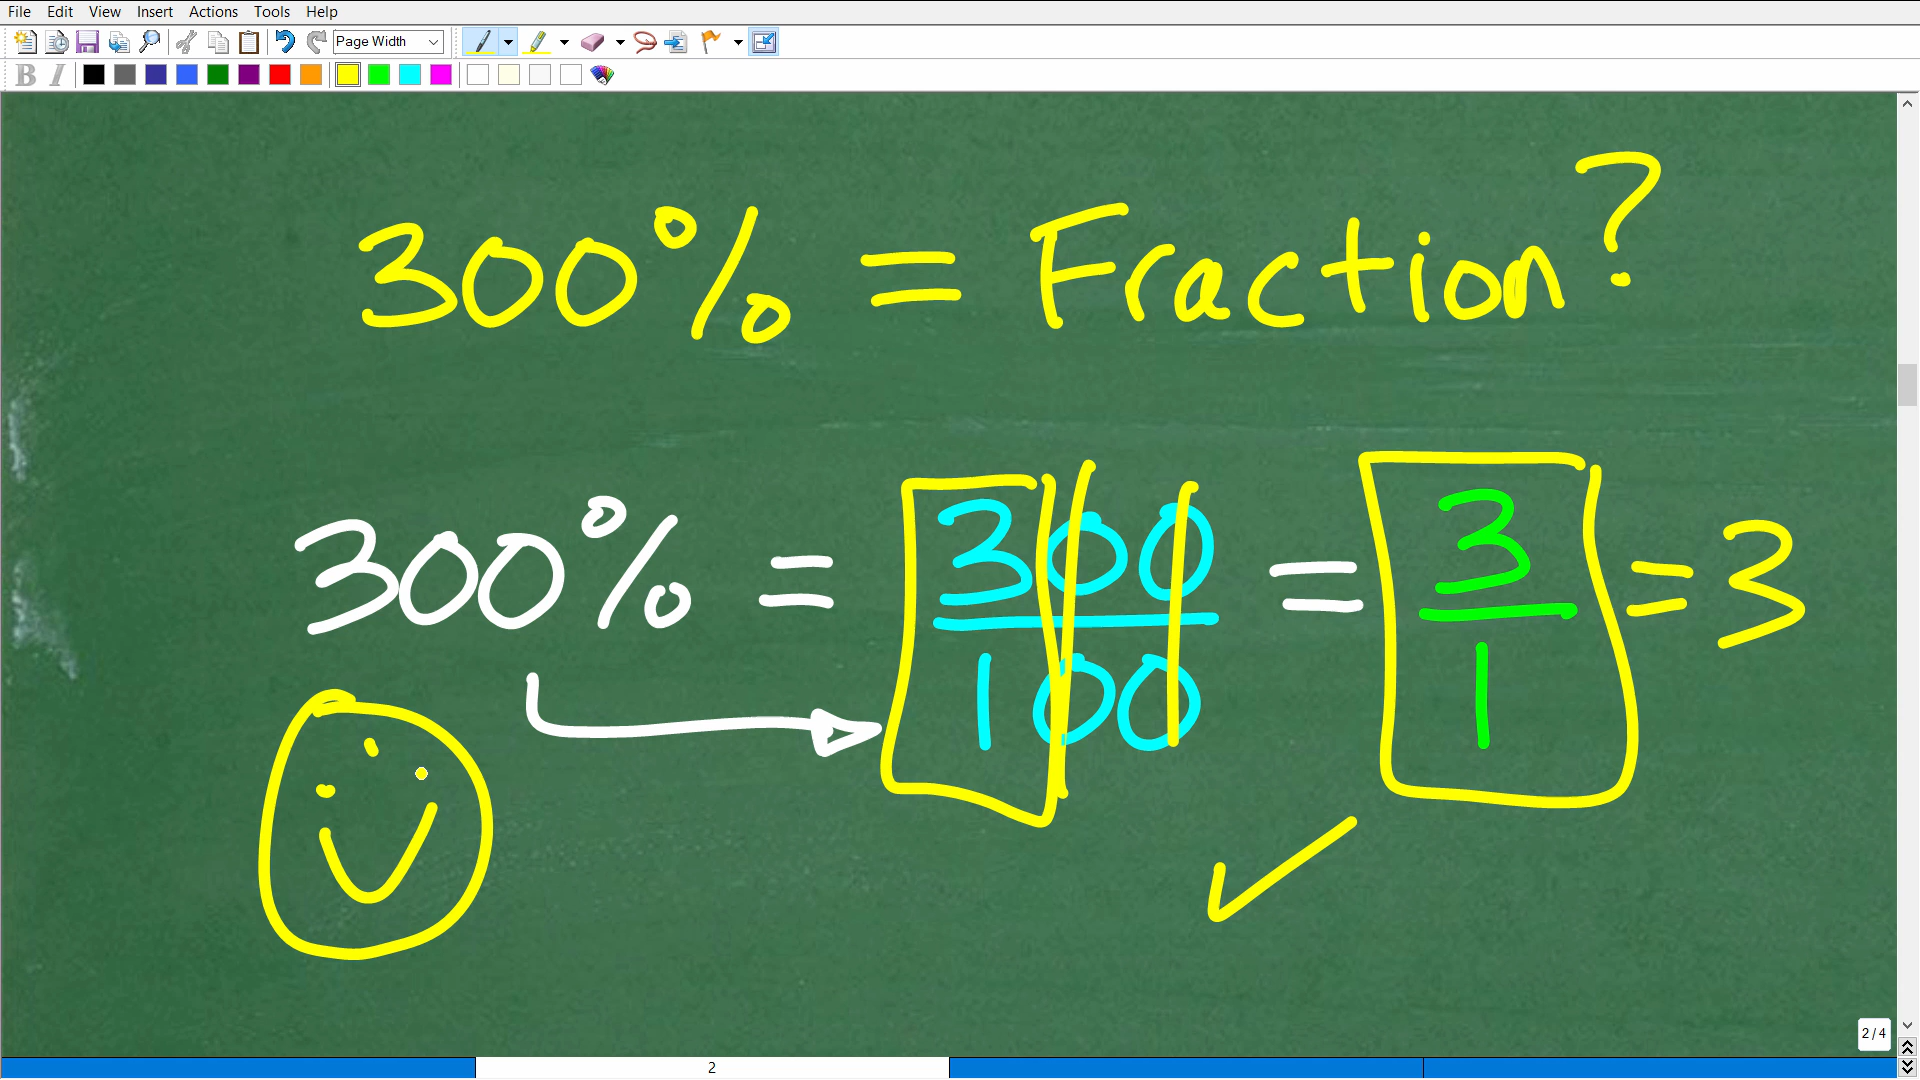 File Edit View Insert Actions Tools Help
Page Width
B I
300% = Fraction?
300% = 300/100 = 3/1 = 3
2 / 4
2